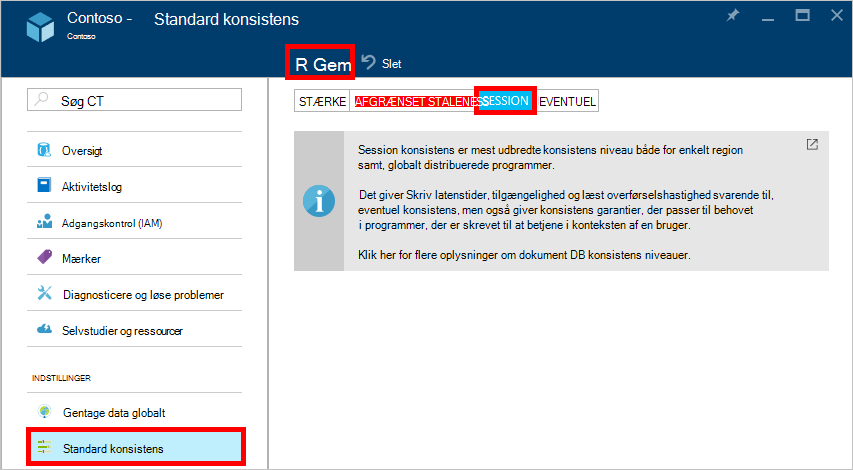 Contoso - Standard konsistens
Contoso
R Gem Slet
Søg CT
STÆRKE AFGRÆNSET STALENESS SESSION EVENTUEL
Oversigt
Aktivitetslog
Adgangskontrol (IAM)
Mærker
Diagnosticere og løse problemer
Selvstudier og ressourcer
INDSTILLINGER
Gentage data globalt
Standard konsistens
Session konsistens er mest udbredte konsistens niveau både for enkelt region
samt, globalt distribuerede programmer.
Det giver Skriv latenstider, tilgængelighed og læst overførselshastighed svarende til,
eventuel konsistens, men også giver konsistens garantier, der passer til behovet
i programmer, der er skrevet til at betjene i konteksten af en bruger.
Klik her for flere oplysninger om dokument DB konsistens niveauer.